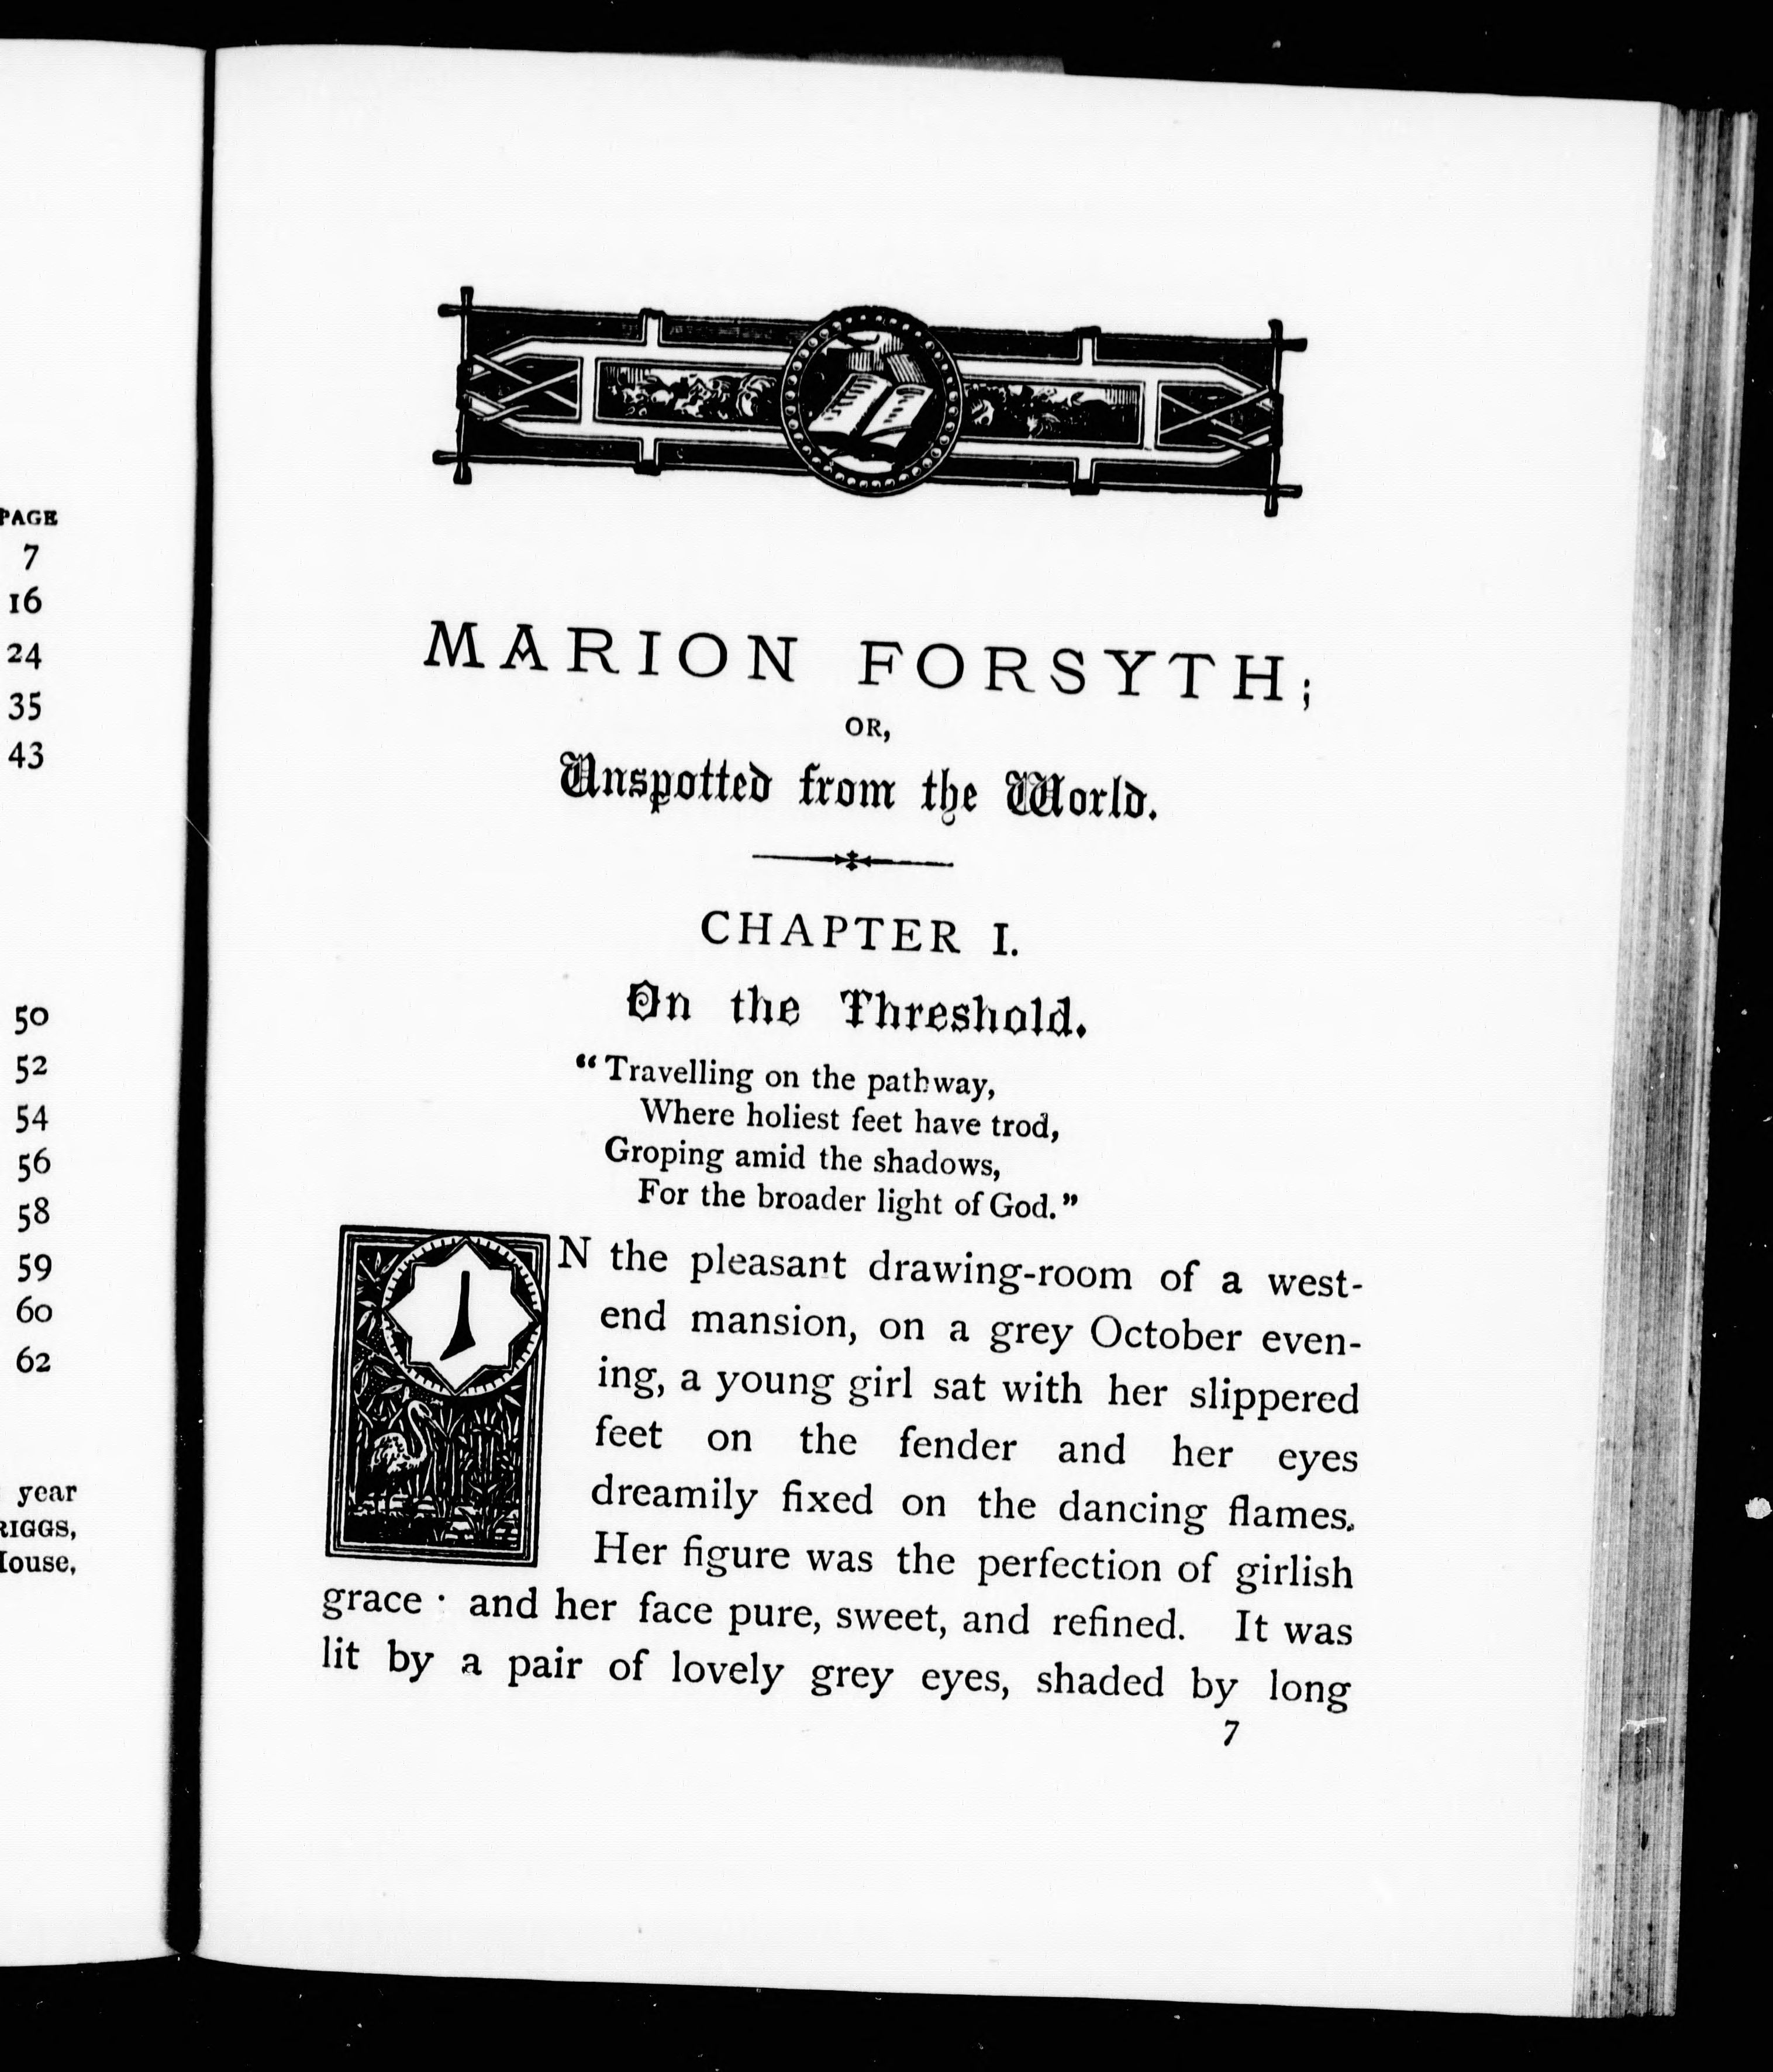 PAGE
7
16
24
35
43
50
52
54
56
58
59
60
62
year
RIGGS,
House,
MARION FORSYTH;
OR,
Unspotted from the World.
CHAPTER I.
On the Threshold.
“Travelling on the pathway,
Where holiest feet have trod,
Groping amid the shadows,
For the broader light of God.”
IN the pleasant drawing-room of a west-
end mansion, on a grey October even-
ing, a young girl sat with her slippered
feet on the fender and her eyes
dreamily fixed on the dancing flames.
Her figure was the perfection of girlish
grace · and her face pure, sweet, and refined. It was
lit by a pair of lovely grey eyes, shaded by long
7